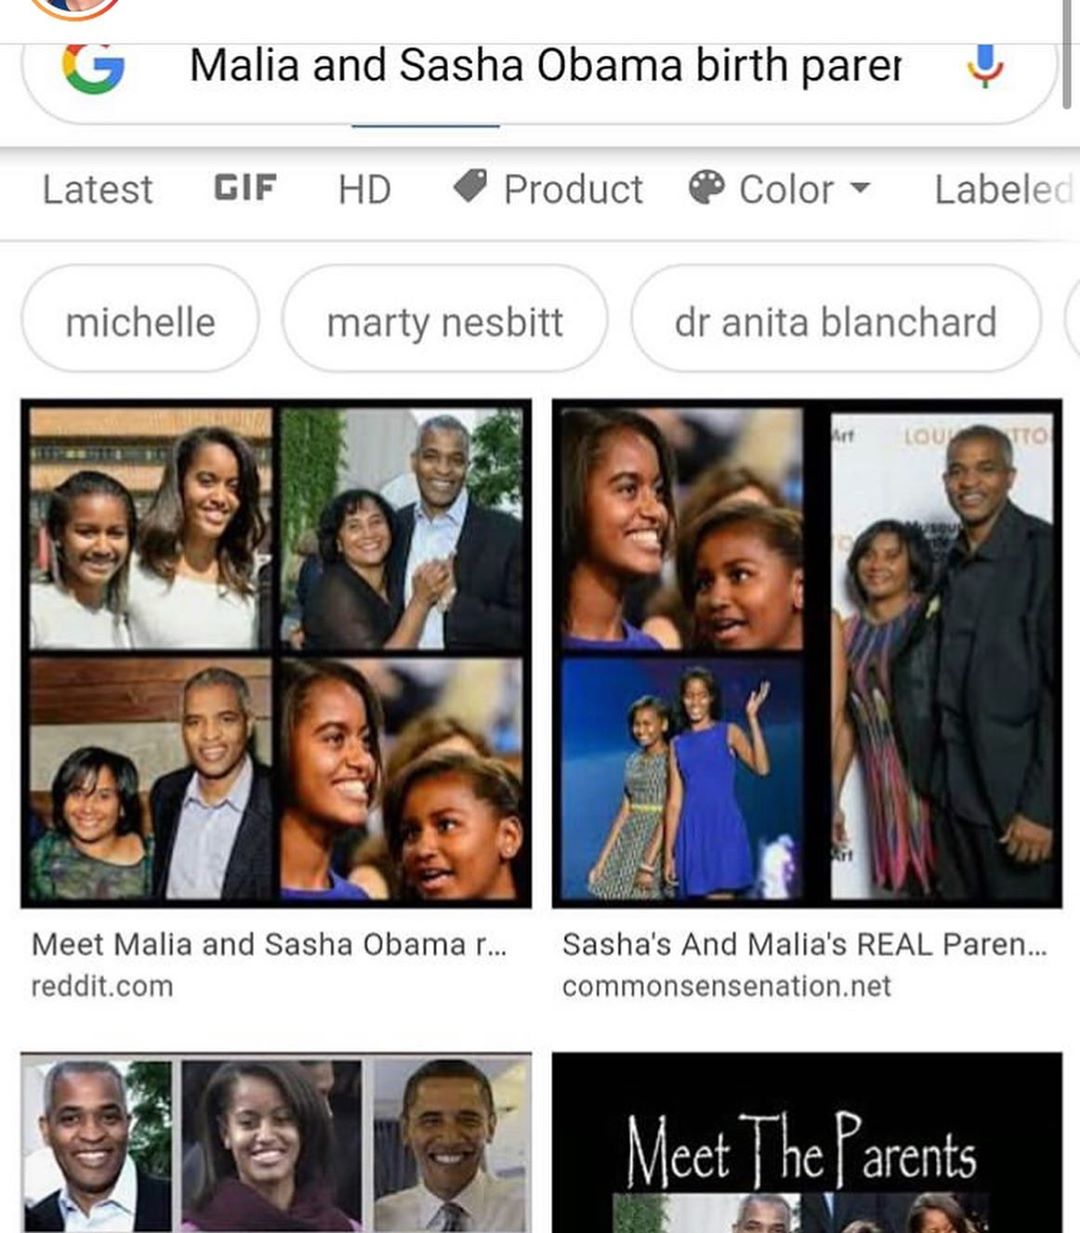 Malia and Sasha Obama birth parer
Latest GIF HD Product Color Labeled
michelle marty nesbitt dr anita blanchard
Art LOUI TTO
Art
Meet Malia and Sasha Obama r...
reddit.com
Sasha's And Malia's REAL Paren...
commonsensenation.net
Meet The Parents